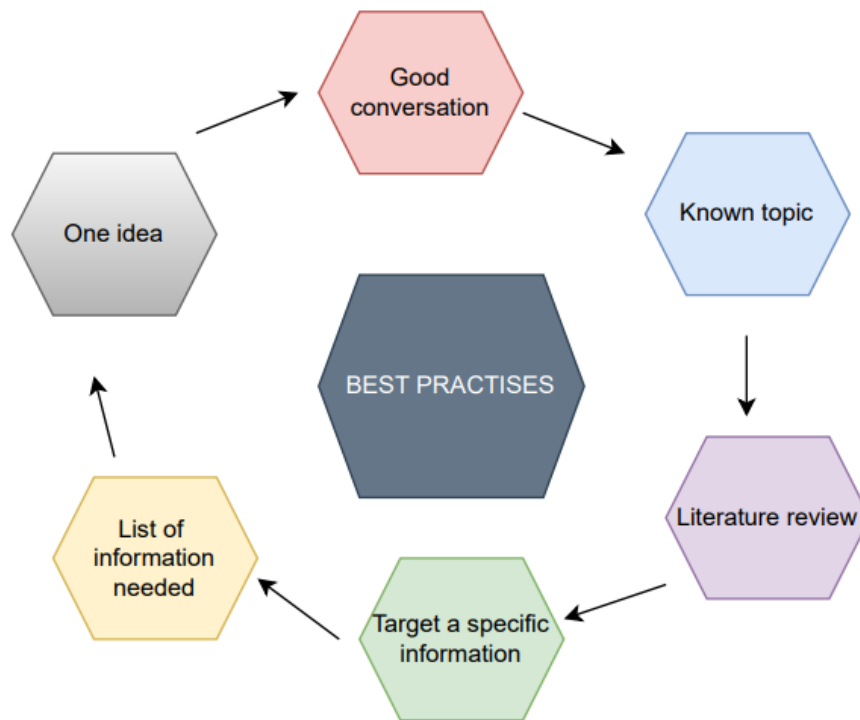 Good
conversation
Known topic
One idea
BEST PRACTISES
Literature review
List of
information
needed
Target a specific
information